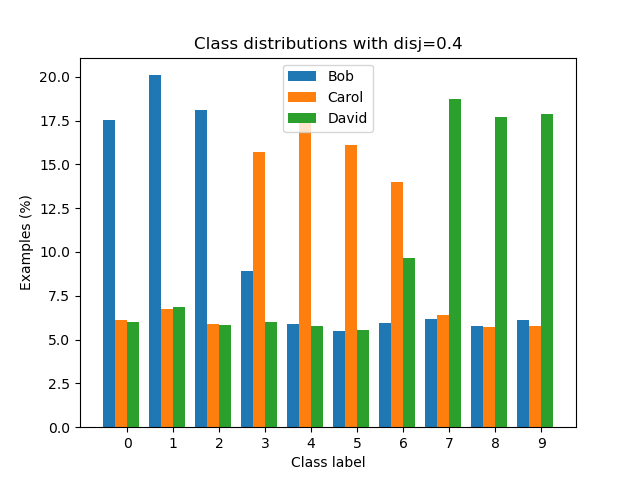 Class distributions with disj=0.4
Bob
Carol
David
Examples (%)
20.0
17.5
15.0
12.5
10.0
7.5
5.0
2.5
0.0
0 1 2 3 4 5 6 7 8 9
Class label